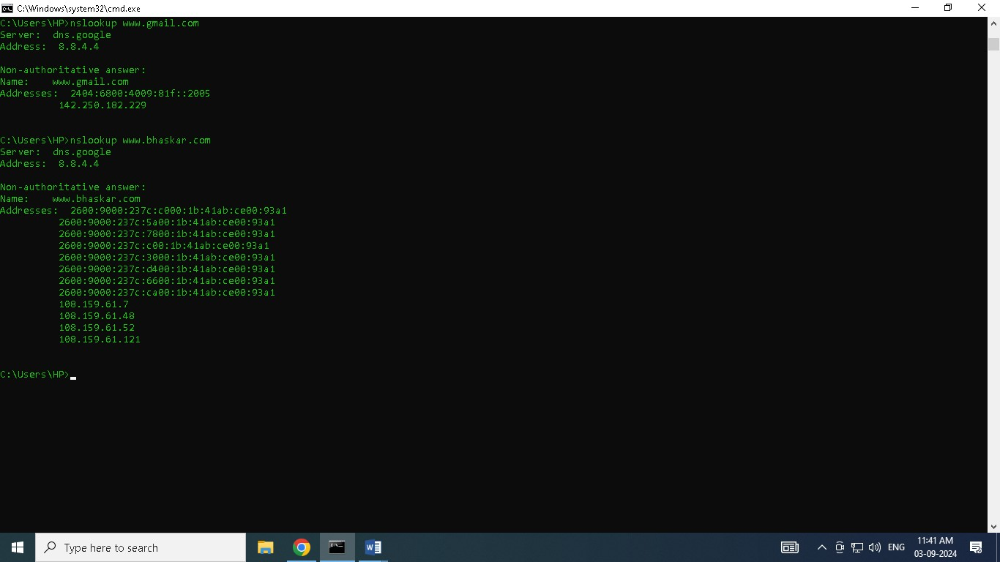 C:\Windows\system32\cmd.exe
C:\Users\HP>nslookup www.gmail.com
Server:  dns.google
Address:  8.8.4.4
Non-authoritative answer:
Name:    www.gmail.com
Addresses:  2404:6800:4009:81f::2005
142.250.182.229
C:\Users\HP>nslookup www.bhaskar.com
Server:  dns.google
Address:  8.8.4.4
Non-authoritative answer:
Name:    www.bhaskar.com
Addresses:  2600:9000:237c:c000:1b:41ab:ce00:93a1
2600:9000:237c:5a00:1b:41ab:ce00:93a1
2600:9000:237c:7800:1b:41ab:ce00:93a1
2600:9000:237c:c00:1b:41ab:ce00:93a1
2600:9000:237c:3000:1b:41ab:ce00:93a1
2600:9000:237c:d400:1b:41ab:ce00:93a1
2600:9000:237c:6600:1b:41ab:ce00:93a1
2600:9000:237c:ca00:1b:41ab:ce00:93a1
108.159.61.7
108.159.61.48
108.159.61.52
108.159.61.121
C:\Users\HP>
Type here to search
ENG
11:41 AM
03-09-2024